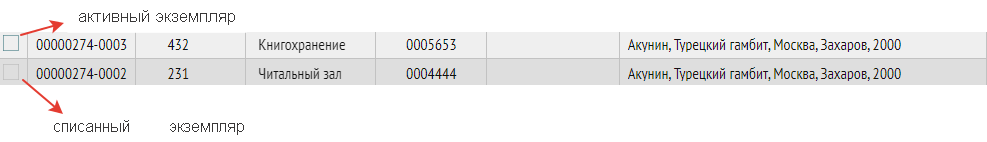 активный экземпляр
00000274-0003 432 Книгохранение 0005653 Акунин, Турецкий гамбит, Москва, Захаров, 2000
00000274-0002 231 Читальный зал 0004444 Акунин, Турецкий гамбит, Москва, Захаров, 2000
списанный экземпляр